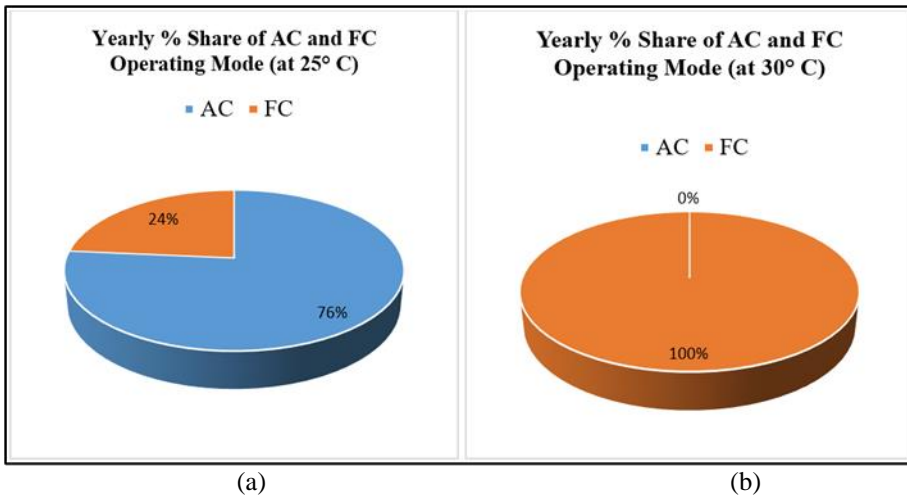 Yearly % Share of AC and FC
Operating Mode (at 25° C)
AC FC
24%
76%
Yearly % Share of AC and FC
Operating Mode (at 30° C)
AC FC
0%
100%
(a)
(b)